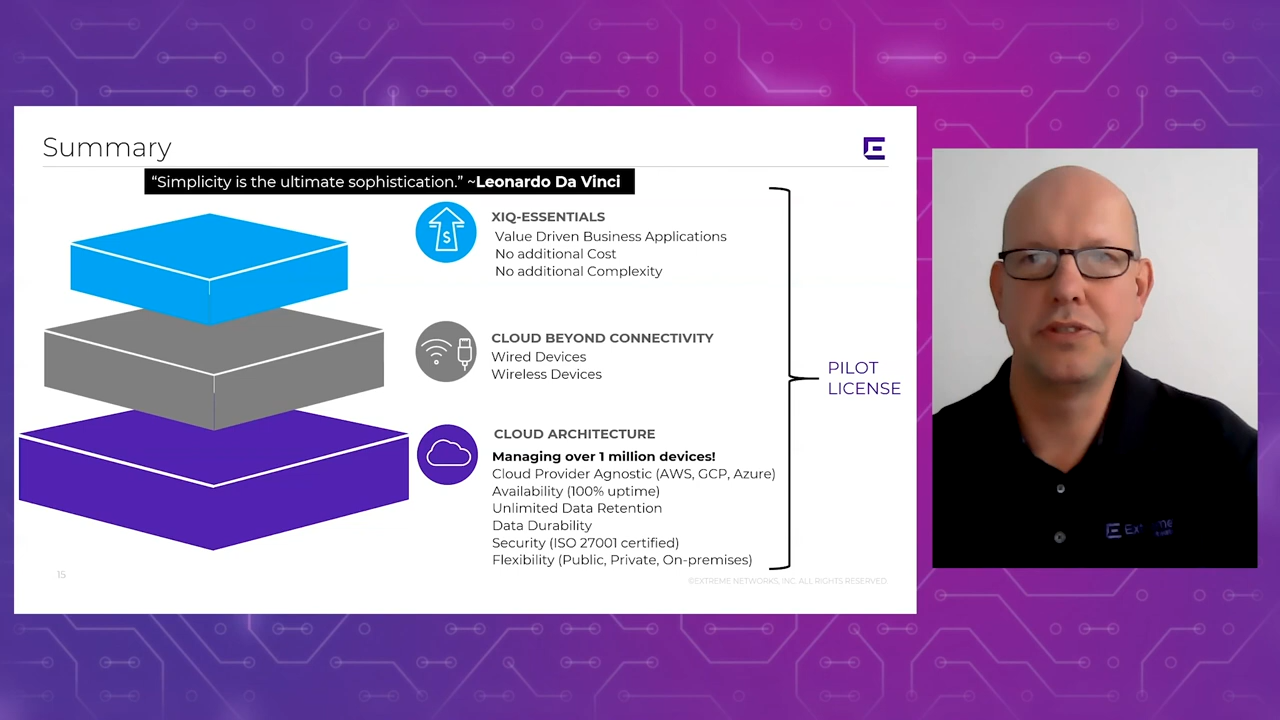 Summary
“Simplicity is the ultimate sophistication.” ~Leonardo Da Vinci
XIQ-ESSENTIALS
Value Driven Business Applications
No additional Cost
No additional Complexity
CLOUD BEYOND CONNECTIVITY
Wired Devices
Wireless Devices
CLOUD ARCHITECTURE
Managing over 1 million devices!
Cloud Provider Agnostic (AWS, GCP, Azure)
Availability (100% uptime)
Unlimited Data Retention
Data Durability
Security (ISO 27001 certified)
Flexibility (Public, Private, On-premises)
PILOT
LICENSE
15
©EXTREME NETWORKS, INC. ALL RIGHTS RESERVED.